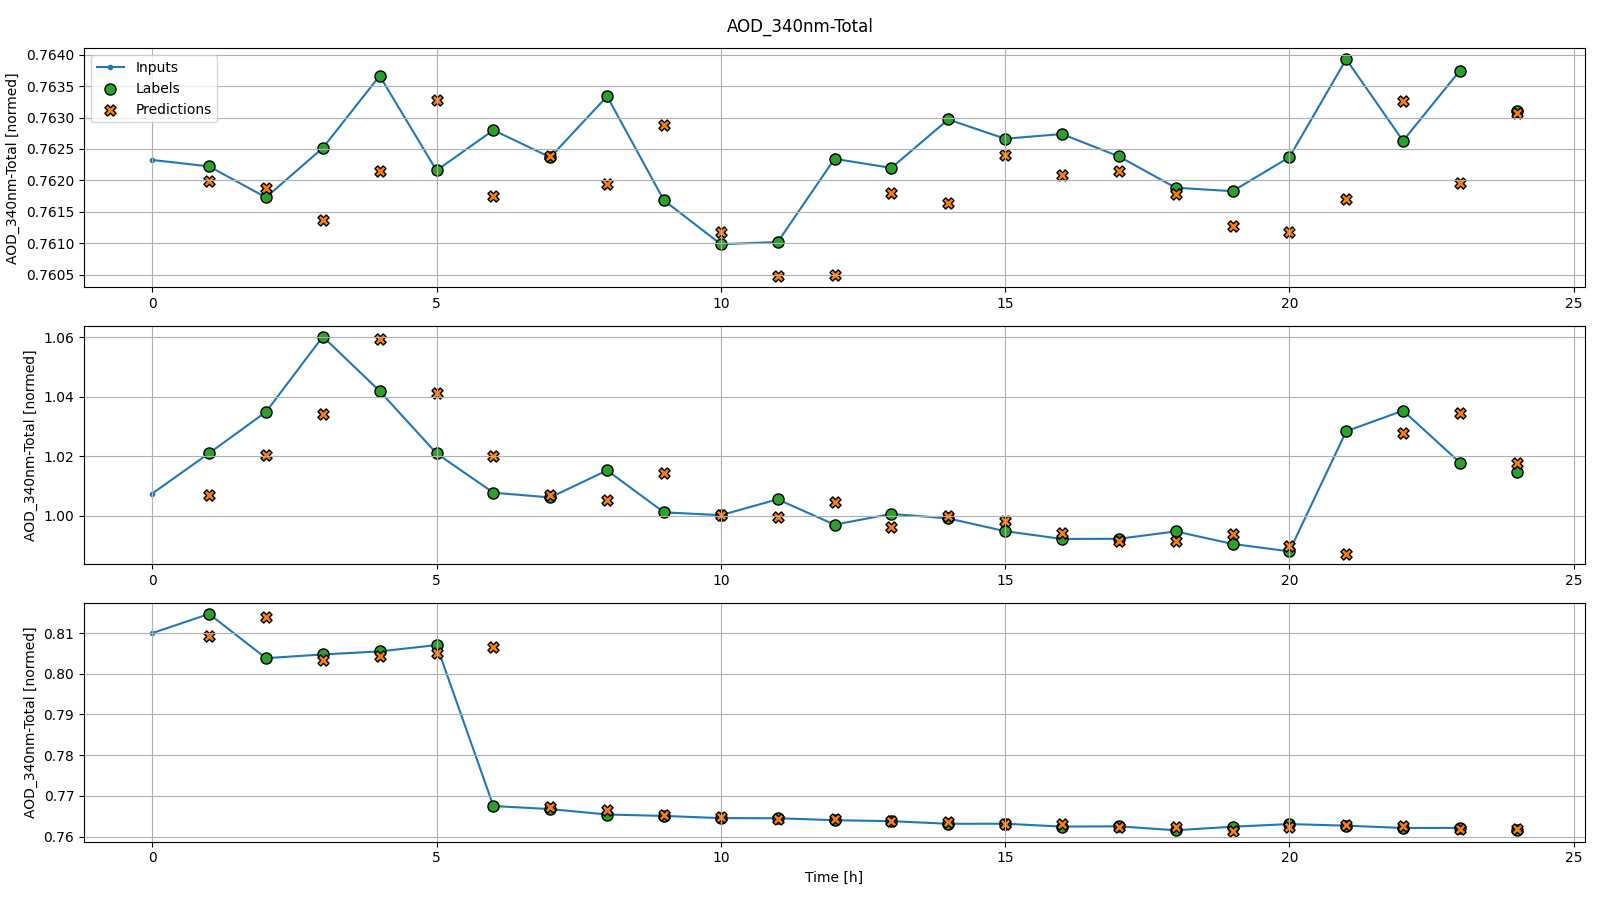 AOD_340nm-Total
AOD_340nm-Total [normed]
0.7640
0.7635
0.7630
0.7625
0.7620
0.7615
0.7610
0.7605
Inputs
Labels
Predictions
0 5 10 15 20 25
AOD_340nm-Total [normed]
1.06
1.04
1.02
1.00
0 5 10 15 20 25
AOD_340nm-Total [normed]
0.81
0.80
0.79
0.78
0.77
0.76
0 5 10 15 20 25
Time [h]